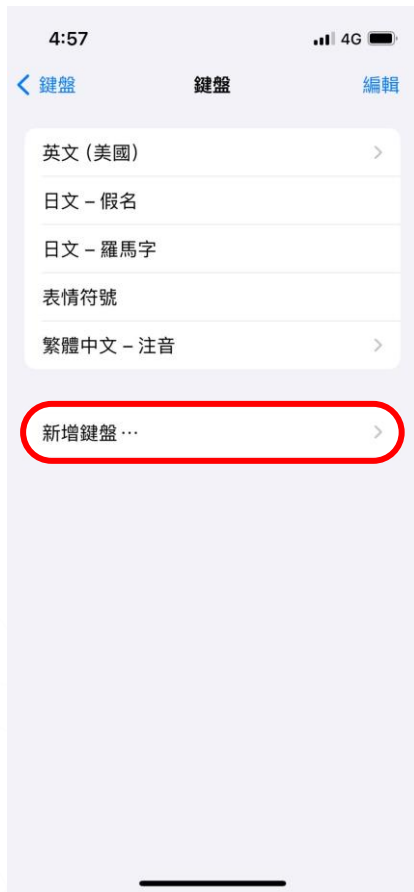 4:57 4G
鍵盤 鍵盤 編輯
英文 (美國)
日文 – 假名
日文 – 羅馬字
表情符號
繁體中文 – 注音
新增鍵盤⋯